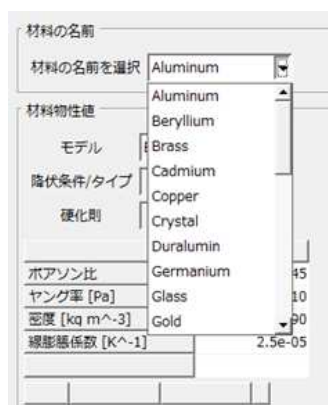 材料の名前
材料の名前を選択 Aluminum
Aluminum
材料物性値
Beryllium
モデル
Brass
Cadmium
降伏条件/タイプ
Copper
硬化則
Crystal
Duralumin
ポアソン比 Germanium 45
ヤング率 [Pa] Glass 10
密度 [kg m^-3] Gold 90
線膨脹係数 [K^-1] 2.5e-05